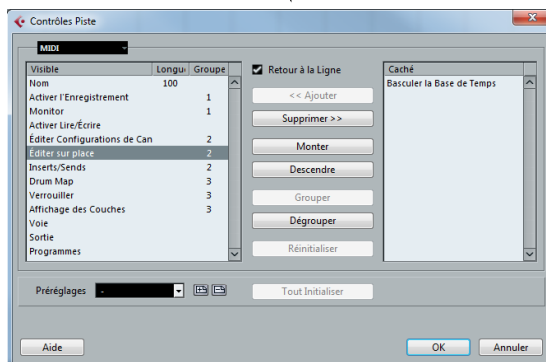 Contrôles Piste
MIDI
Visible Longu Groupe
Nom 100
Activer l'Enregistrement 1
Monitor 1
Activer Lire/Écrire
Éditer Configurations de Can 2
Éditer sur place 2
Inserts/Sends 2
Drum Map 3
Verrouiller 3
Affichage des Couches 3
Voie
Sortie
Programmes
Retour à la Ligne
<< Ajouter
Supprimer >>
Monter
Descendre
Grouper
Dégrouper
Réinitialiser
Caché
Basculer la Base de Temps
Préréglages -
Tout Initialiser
Aide
OK
Annuler